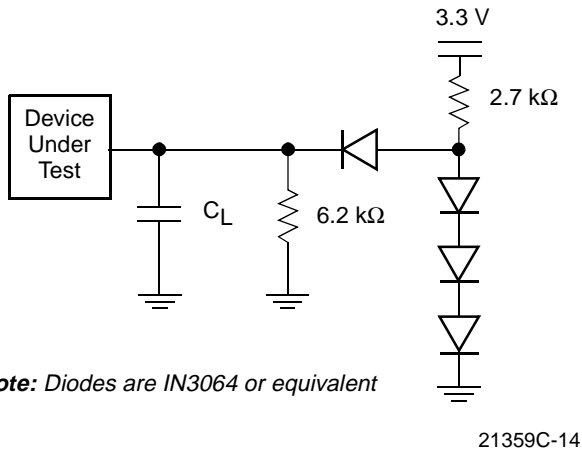 3.3 V
2.7 kΩ
Device
Under
Test
CL
6.2 kΩ
ote: Diodes are IN3064 or equivalent
21359C-14